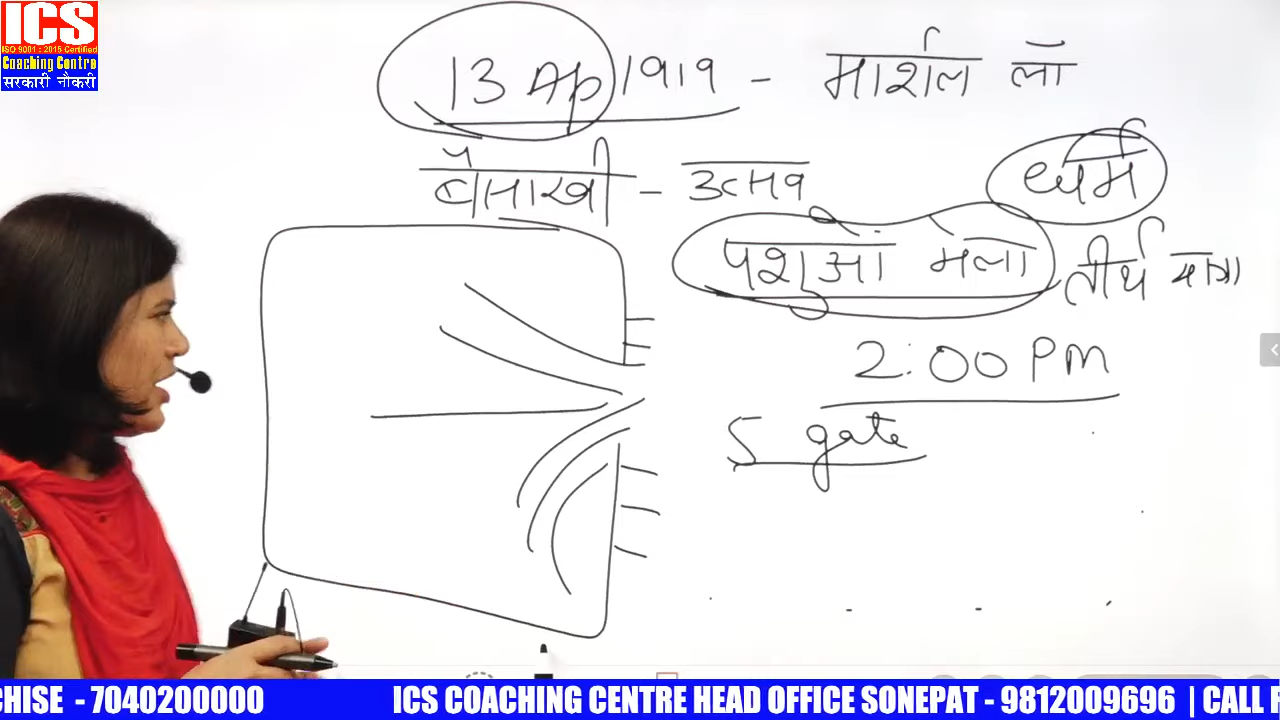 ICS
ISO 9001 : 2015 Certified
Coaching Centre
सरकारी नौकरी
13 Ap 1919 - मार्शल लॉ
बैसाखी - उत्सव
धर्म
पशुओं मेला
तीर्थ यात्रा
2:00 PM
5 gate
CHISE - 7040200000 ICS COACHING CENTRE HEAD OFFICE SONEPAT - 9812009696 | CALL F